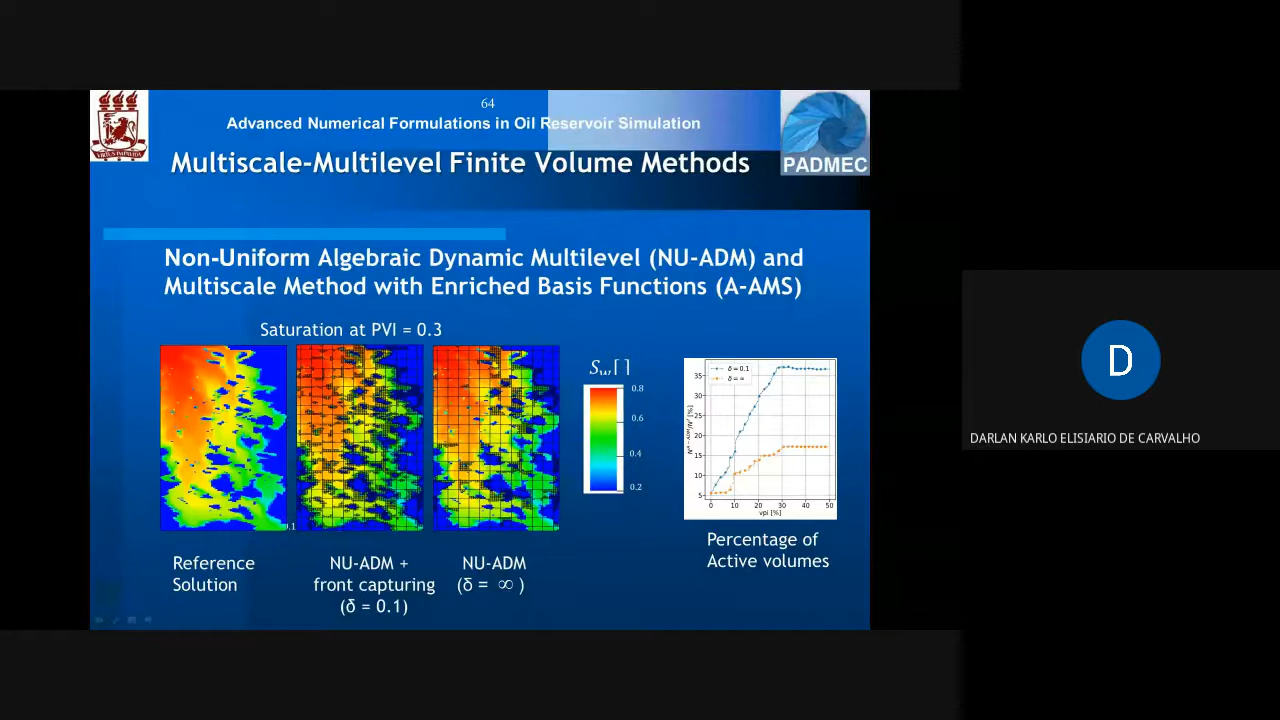 64
Advanced Numerical Formulations in Oil Reservoir Simulation
Multiscale-Multilevel Finite Volume Methods
PADMEC
Non-Uniform Algebraic Dynamic Multilevel (NU-ADM) and
Multiscale Method with Enriched Basis Functions (A-AMS)
Saturation at PVI = 0.3
S_w[]
0.8
0.6
0.4
0.2
δ = 0.1
δ = ∞
35
30
25
20
15
10
5
0 10 20 30 40 50
vpi [%]
Percentage of
Active volumes
Reference
Solution
NU-ADM +
front capturing
(δ = 0.1)
NU-ADM
(δ = ∞ )
D
DARLAN KARLO ELISIARIO DE CARVALHO